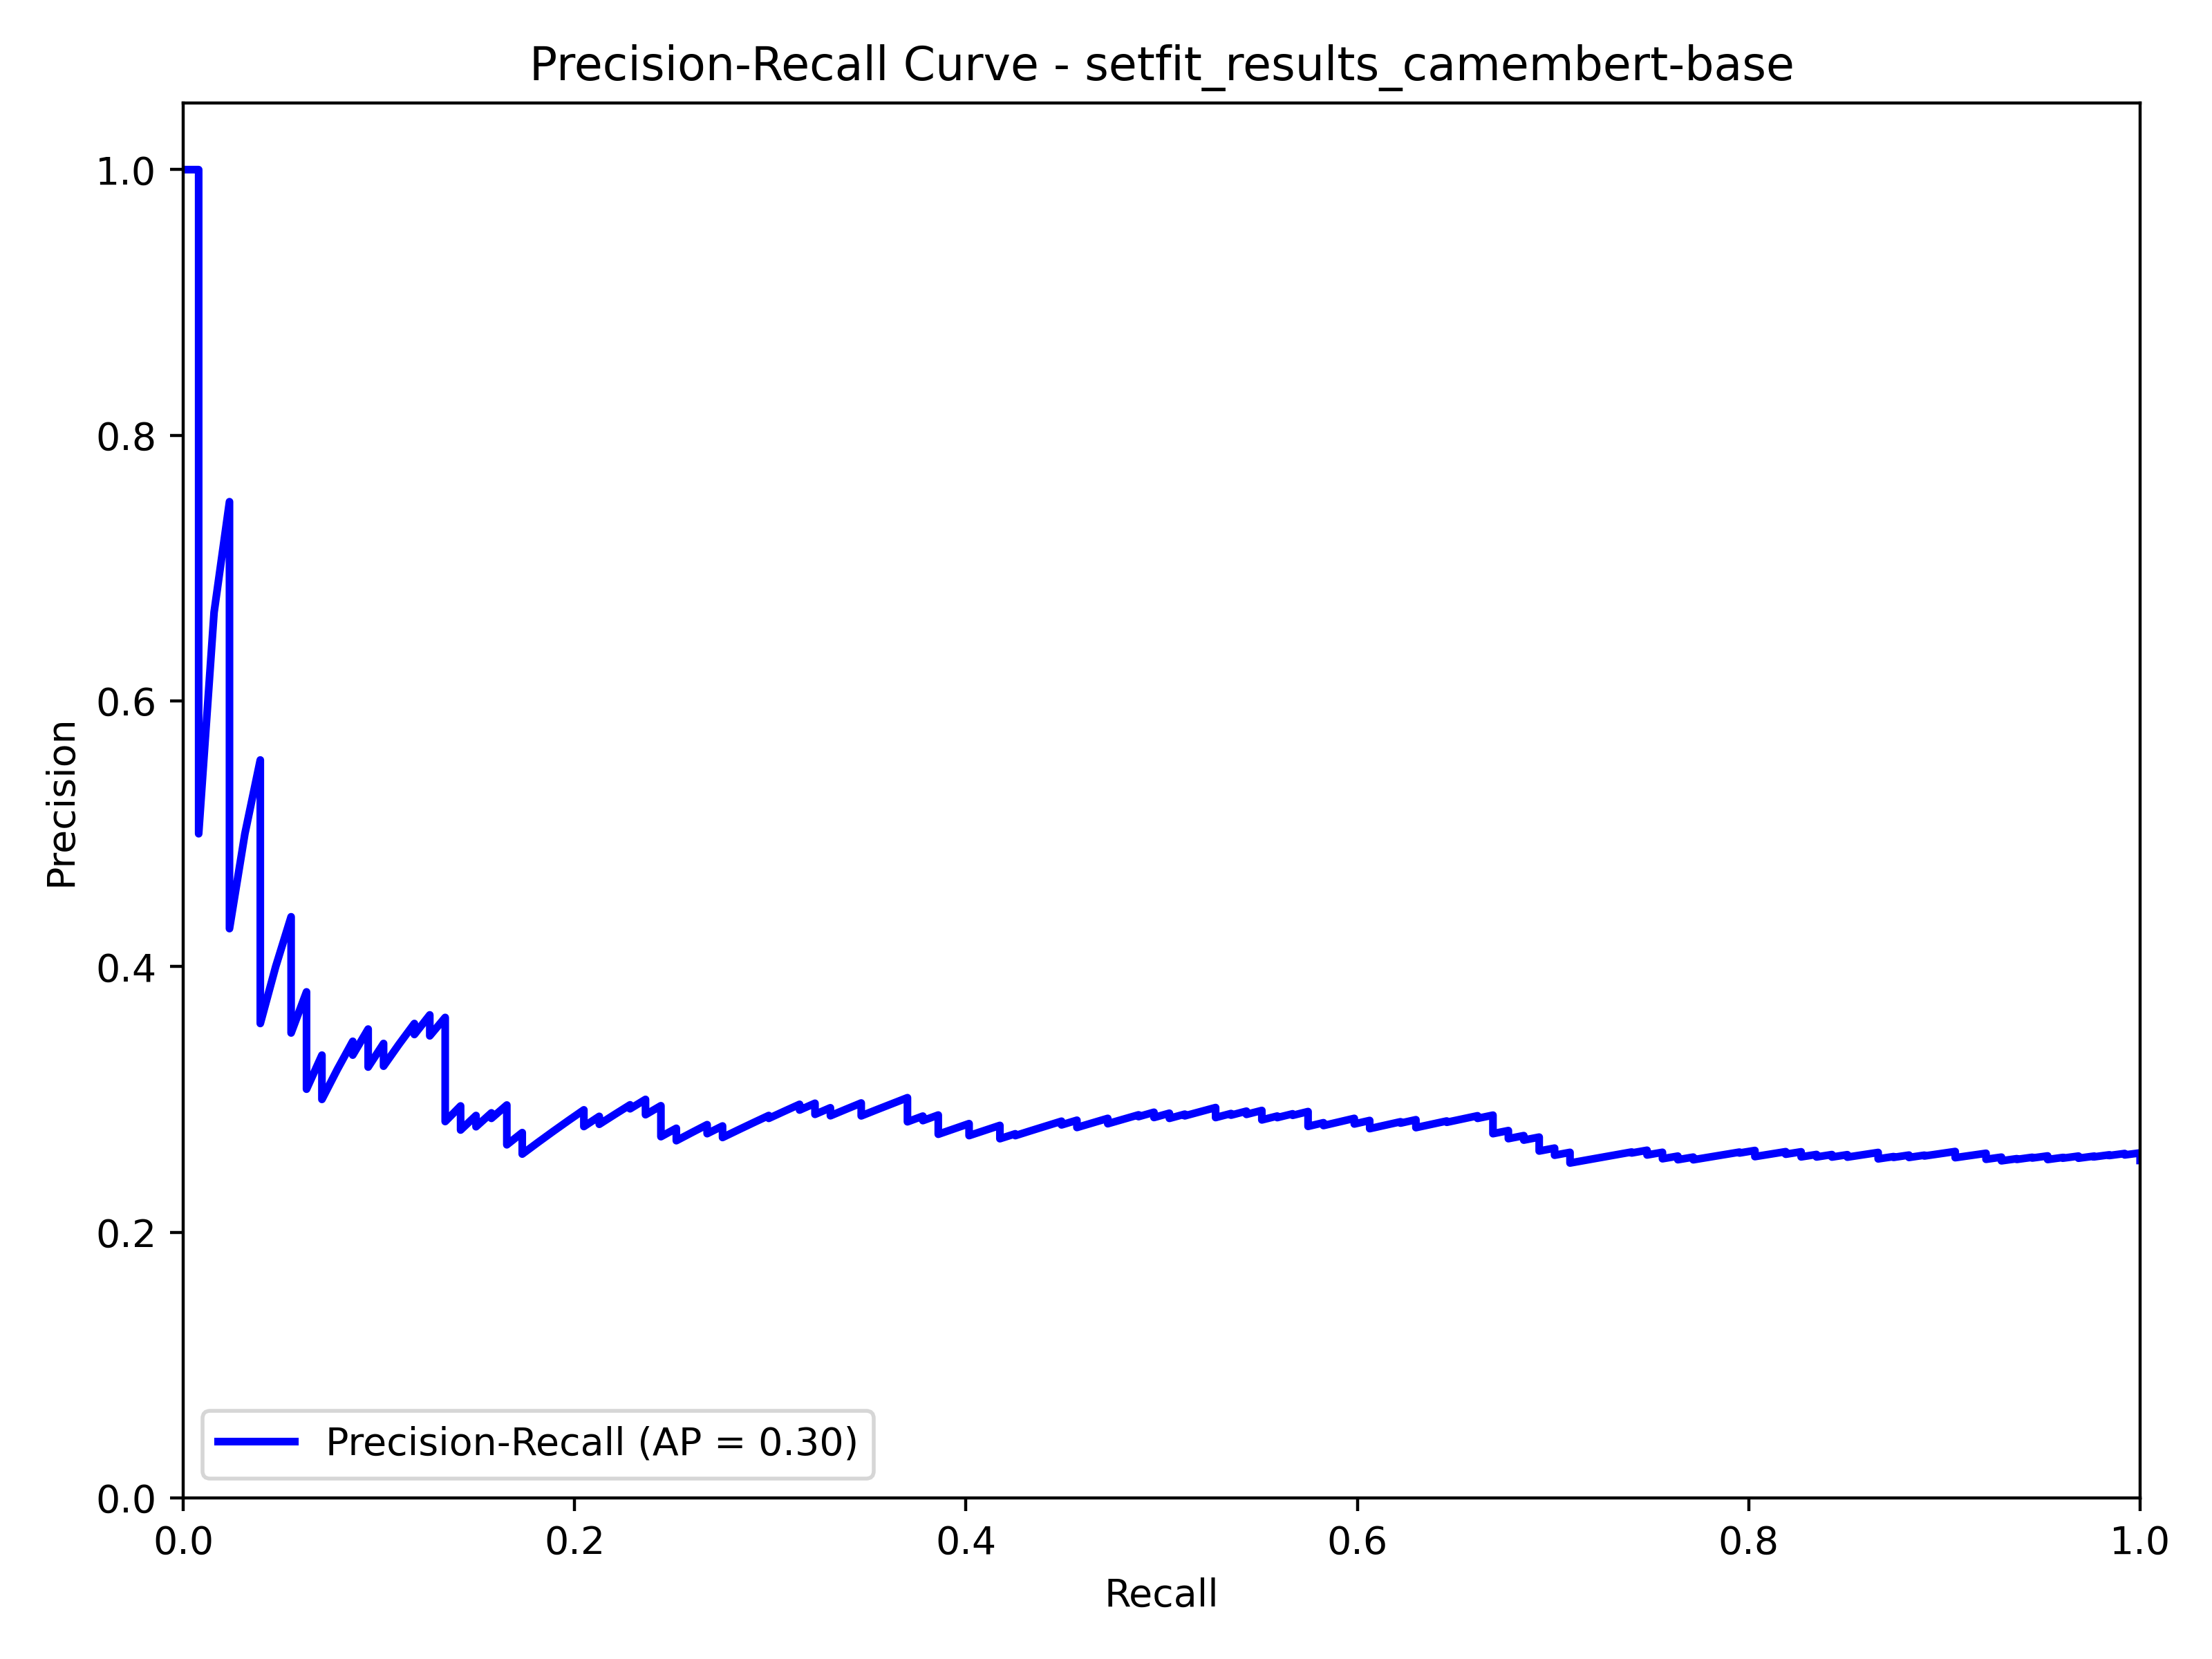 Precision-Recall Curve - setfit_results_camembert-base
1.0
0.8
0.6
0.4
0.2
0.0
Precision
Precision-Recall (AP = 0.30)
0.0 0.2 0.4 0.6 0.8 1.0
Recall